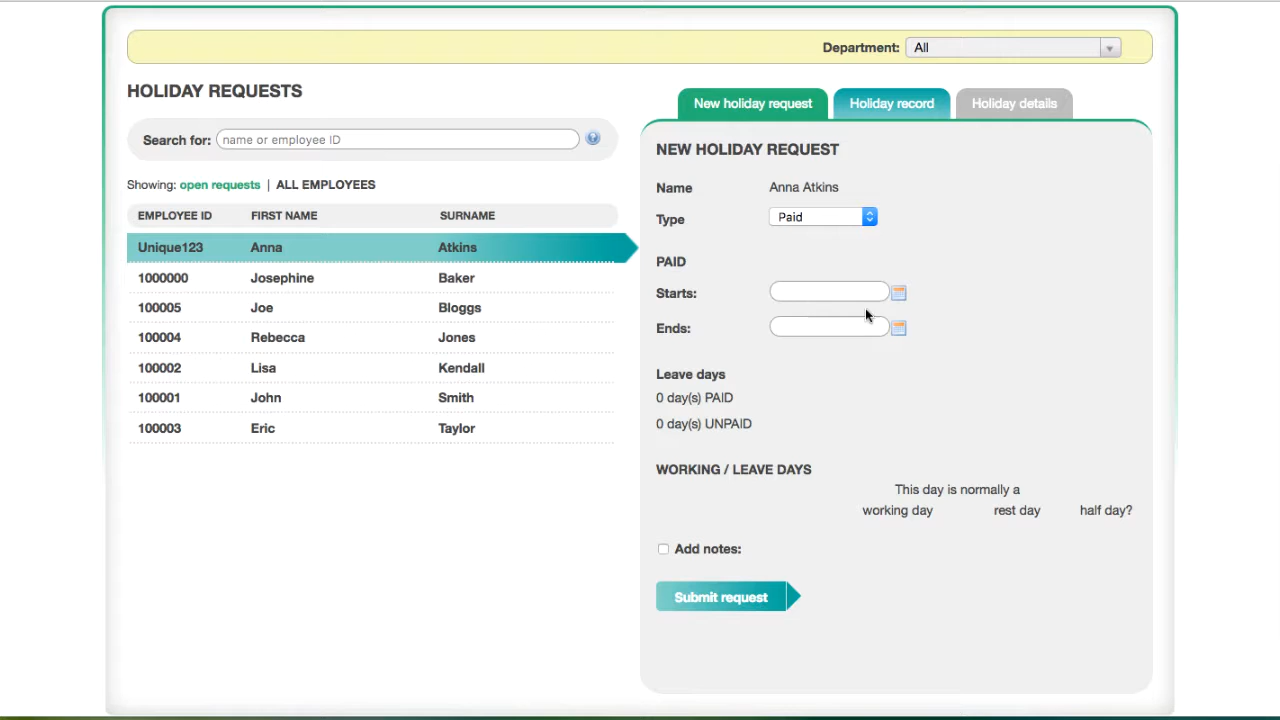 Department: All
HOLIDAY REQUESTS
New holiday request Holiday record Holiday details
Search for: name or employee ID
NEW HOLIDAY REQUEST
Showing: open requests | ALL EMPLOYEES
Name Anna Atkins
Type Paid
EMPLOYEE ID FIRST NAME SURNAME
Unique123 Anna Atkins
1000000 Josephine Baker
100005 Joe Bloggs
100004 Rebecca Jones
100002 Lisa Kendall
100001 John Smith
100003 Eric Taylor
PAID
Starts:
Ends:
Leave days
0 day(s) PAID
0 day(s) UNPAID
WORKING / LEAVE DAYS
This day is normally a
working day rest day half day?
Add notes:
Submit request